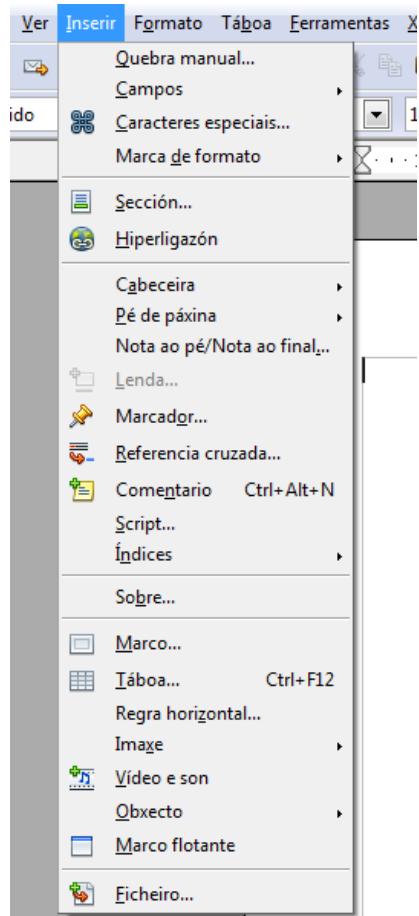 Ver Inserir Formato Táboa Ferramentas X
ido
Quebra manual...
Campos
Caracteres especiais...
Marca de formato
Sección...
Hiperligazón
Cabeceira
Pé de páxina
Nota ao pé/Nota ao final...
Lenda...
Marcador...
Referencia cruzada...
Comentario Ctrl+Alt+N
Script...
Índices
Sobre...
Marco...
Táboa... Ctrl+F12
Regra horizontal...
Imaxe
Vídeo e son
Obxecto
Marco flotante
Ficheiro...